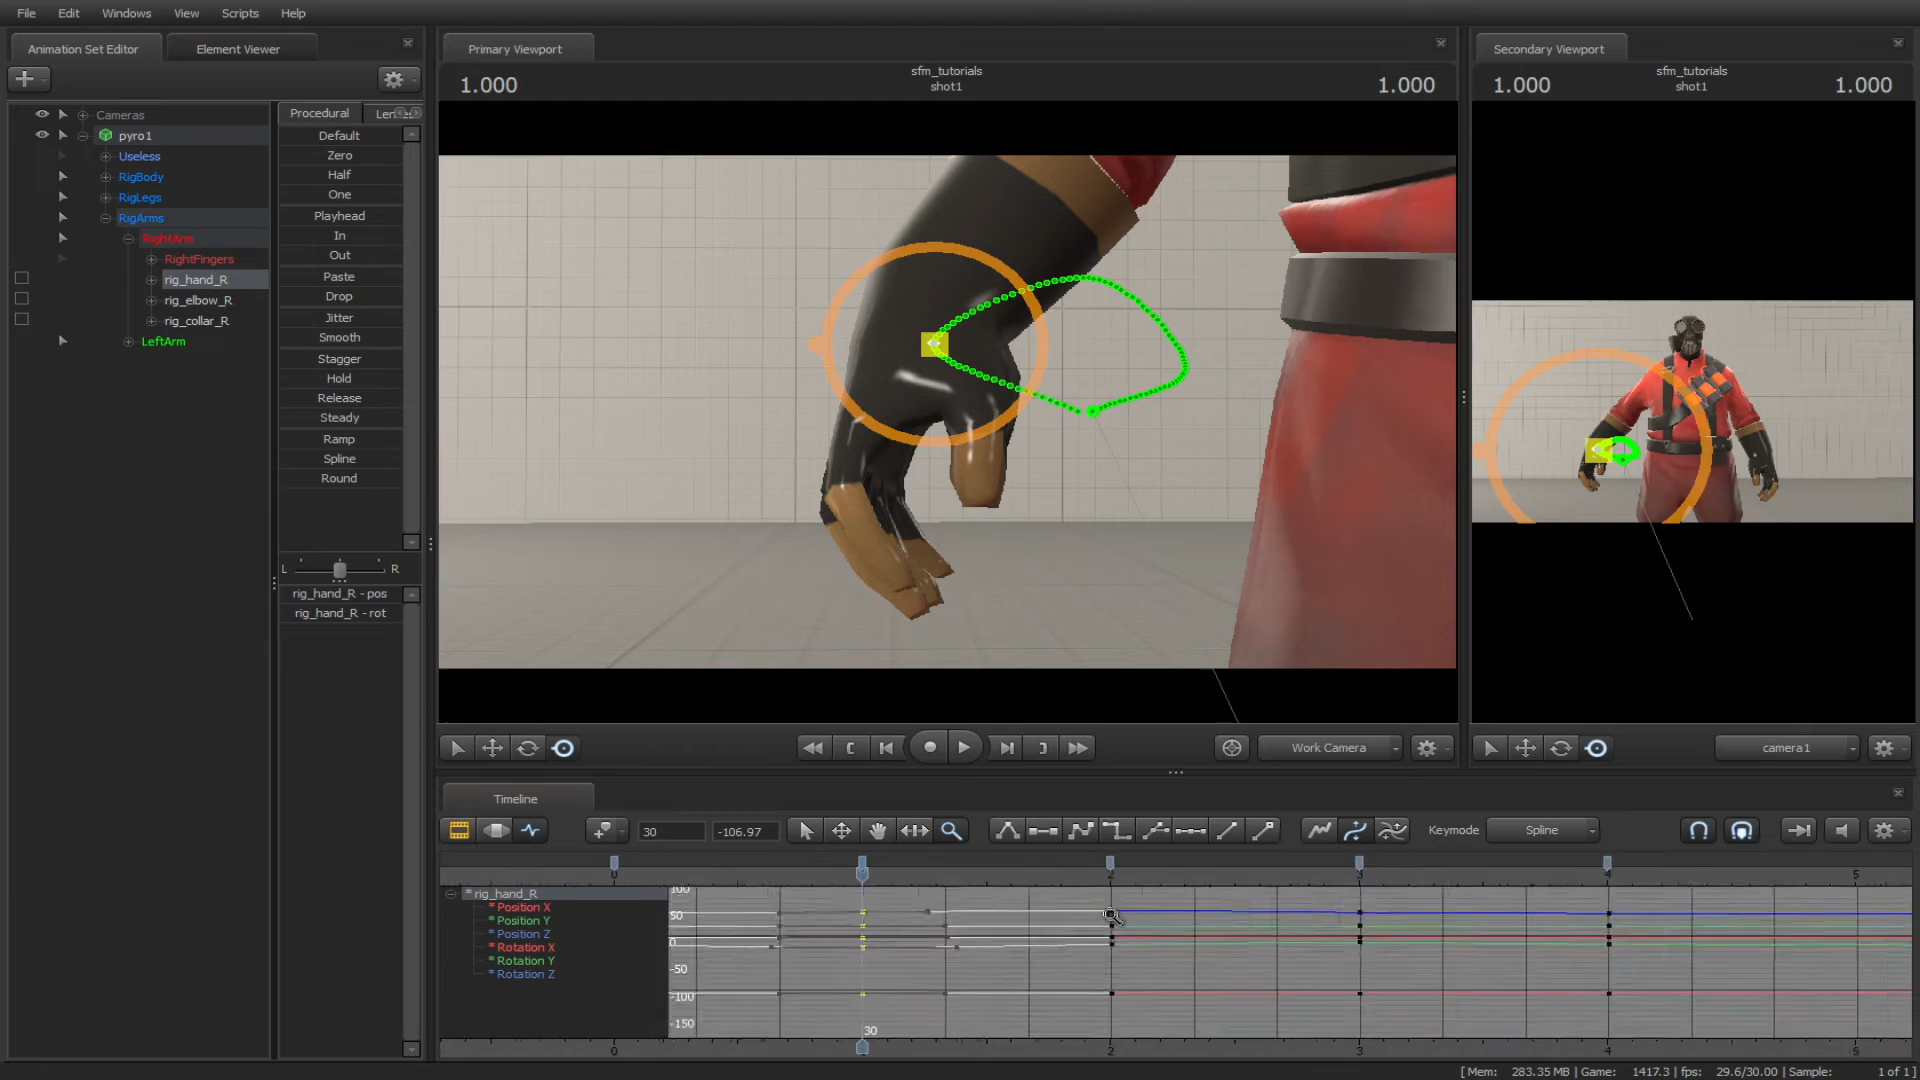 File Edit Windows View Scripts Help
Animation Set Editor
Element Viewer
Cameras
pyro1
Useless
RigBody
RigLegs
RigArms
RightArm
RightFingers
rig_hand_R
rig_elbow_R
rig_collar_R
LeftArm
Procedural
Default
Zero
Half
One
Playhead
In
Out
Paste
Drop
Jitter
Smooth
Stagger
Hold
Release
Steady
Ramp
Spline
Round
L R
rig_hand_R - pos
rig_hand_R - rot
Primary Viewport
1.000
sfm_tutorials
shot1
1.000
Work Camera
Secondary Viewport
1.000
sfm_tutorials
shot1
1.000
camera1
Timeline
30
-106.97
Keymode
Spline
0 2 3 4 5
rig_hand_R
* Position X
* Position Y
* Position Z
* Rotation X
* Rotation Y
* Rotation Z
100
50
0
-50
-100
-150
30
0 2 3 4 5
[ Mem: 283.35 MB | Game: 1417.3 | fps: 29.6/30.00 | Sample: 1 of 1 ]